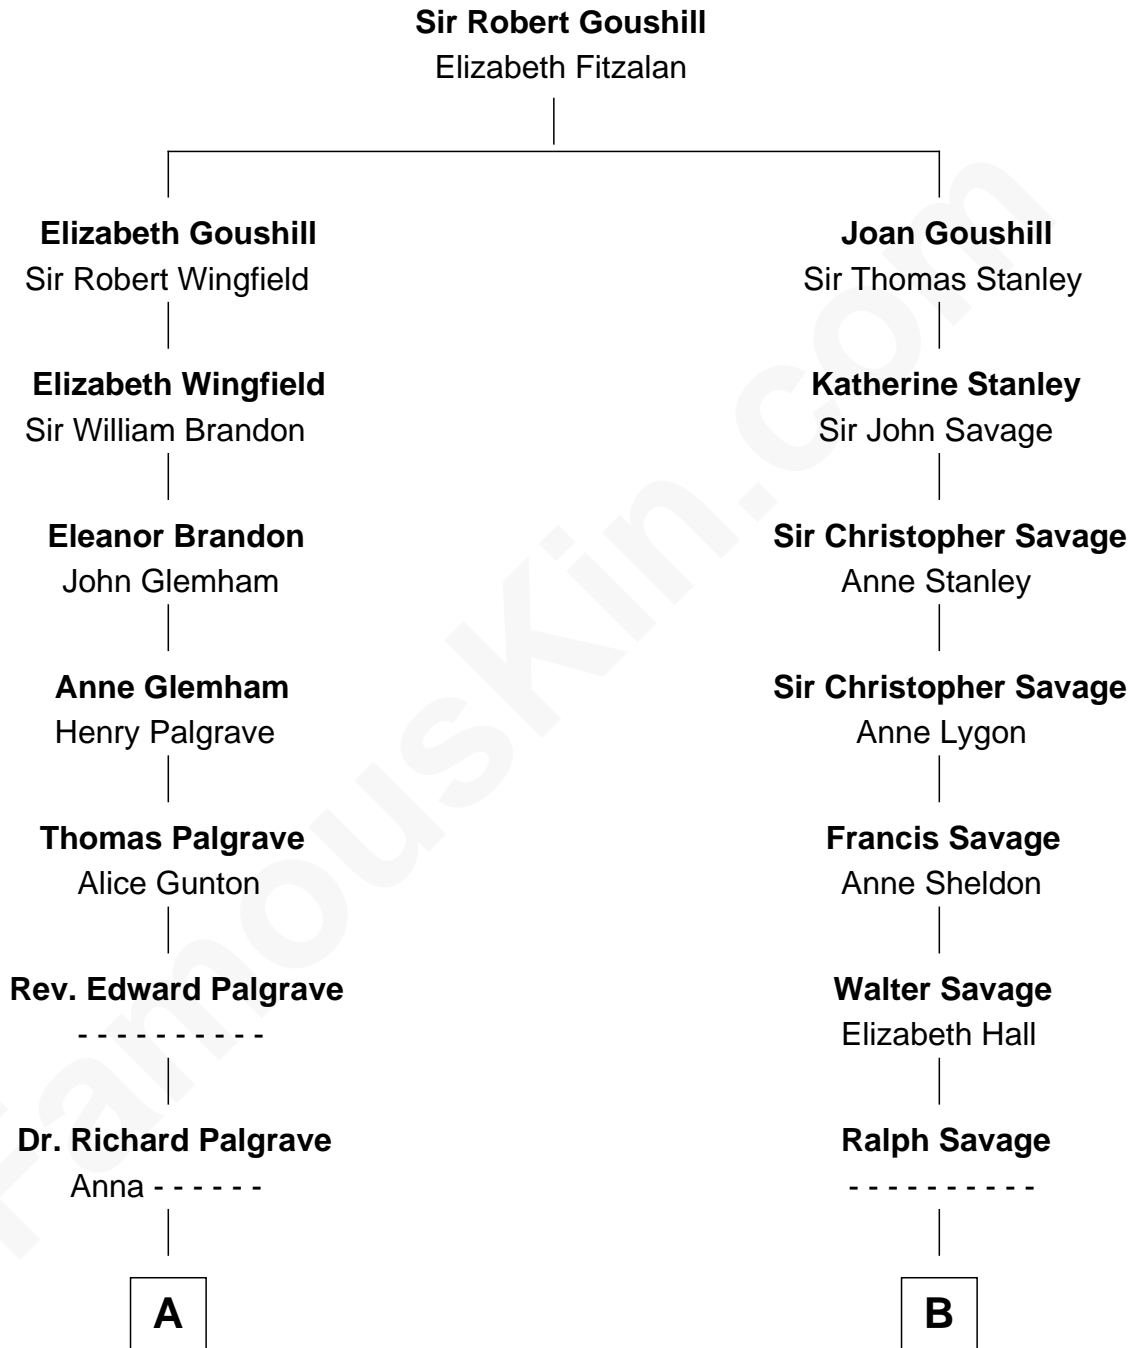 Sir Robert Goushill
Elizabeth Fitzalan
Elizabeth Goushill
Sir Robert Wingfield
Joan Goushill
Sir Thomas Stanley
Elizabeth Wingfield
Sir William Brandon
Katherine Stanley
Sir John Savage
Eleanor Brandon
John Glemham
Sir Christopher Savage
Anne Stanley
Anne Glemham
Henry Palgrave
Sir Christopher Savage
Anne Lygon
Thomas Palgrave
Alice Gunton
Francis Savage
Anne Sheldon
Rev. Edward Palgrave
- - - - - - - - - -
Walter Savage
Elizabeth Hall
Dr. Richard Palgrave
Anna - - - - - -
Ralph Savage
- - - - - - - - - -
A
B
FamousKin.com